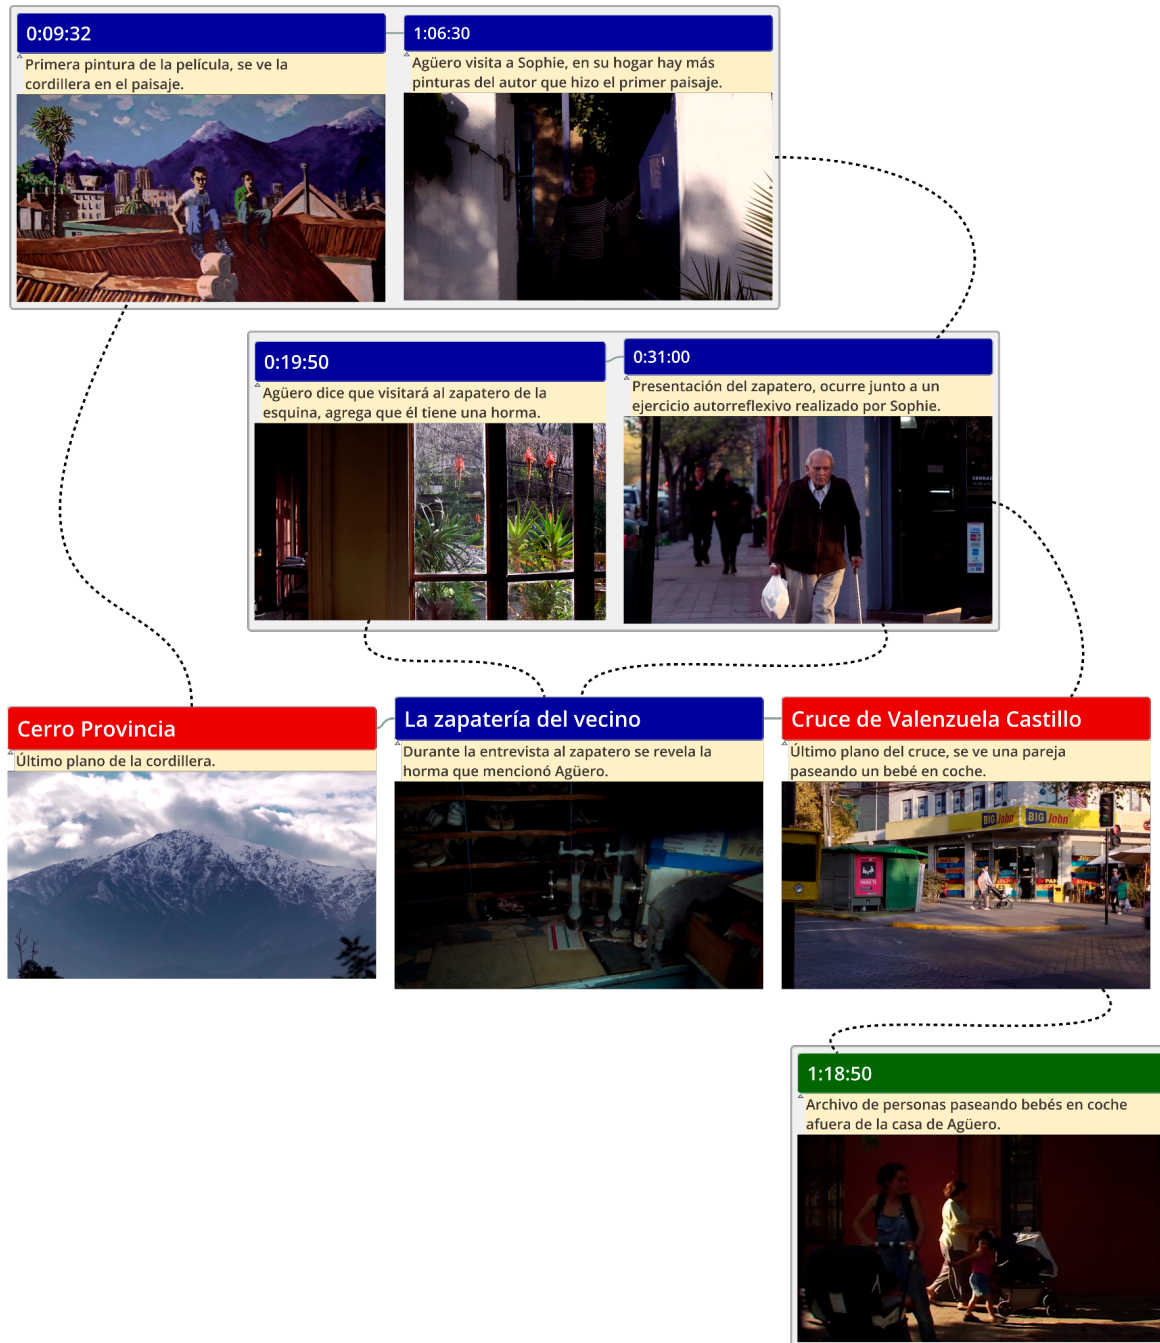 0:09:32
Primera pintura de la película, se ve la
cordillera en el paisaje.
1:06:30
Agüero visita a Sophie, en su hogar hay más
pinturas del autor que hizo el primer paisaje.
0:19:50
Agüero dice que visitará al zapatero de la
esquina, agrega que él tiene una horma.
0:31:00
Presentación del zapatero, ocurre junto a un
ejercicio autorreflexivo realizado por Sophie.
Cerro Provincia
Último plano de la cordillera.
La zapatería del vecino
Durante la entrevista al zapatero se revela la
horma que mencionó Agüero.
Cruce de Valenzuela Castillo
Último plano del cruce, se ve una pareja
paseando un bebé en coche.
BIG John
BIG John
1:18:50
Archivo de personas paseando bebés en coche
afuera de la casa de Agüero.